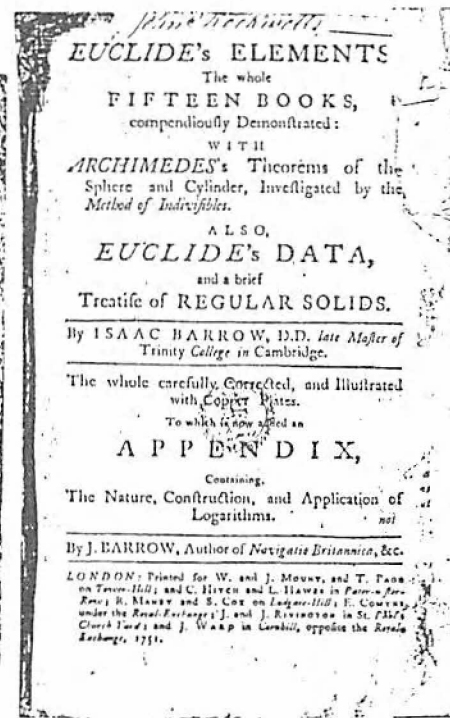 EUCLIDE's ELEMENTS
The whole
FIFTEEN BOOKS,
compendiouſly Demonſtrated:
WITH
ARCHIMEDES's Theorems of the
Sphere and Cylinder, Inveſtigated by the
Method of Indiviſibles.
ALSO,
EUCLIDE's DATA,
and a brief
Treatiſe of REGULAR SOLIDS.
By ISAAC BARROW, D.D. late Maſter of
Trinity College in Cambridge.
The whole carefully Corrected, and Illuſtrated
with Copper Plates.
To which is now added an
APPENDIX,
Containing,
The Nature, Conſtruction, and Application of
Logarithms.
not
By J. BARROW, Author of Navigatio Britannica, &c.
LONDON: Printed for W. and J. MOUNT, and T. PAGE
on Tower-Hill; and C. HITCH and L. HAWES in Pater-noſter-
Row; R. MANBY and S. COX on Ludgate-Hill; E. COMYNS
under the Royal-Exchange; J. and J. RIVINGTON in St. Paul's
Church Yard; and J. WARD in Cornhill, oppoſite the Royal
Exchange, 1751.